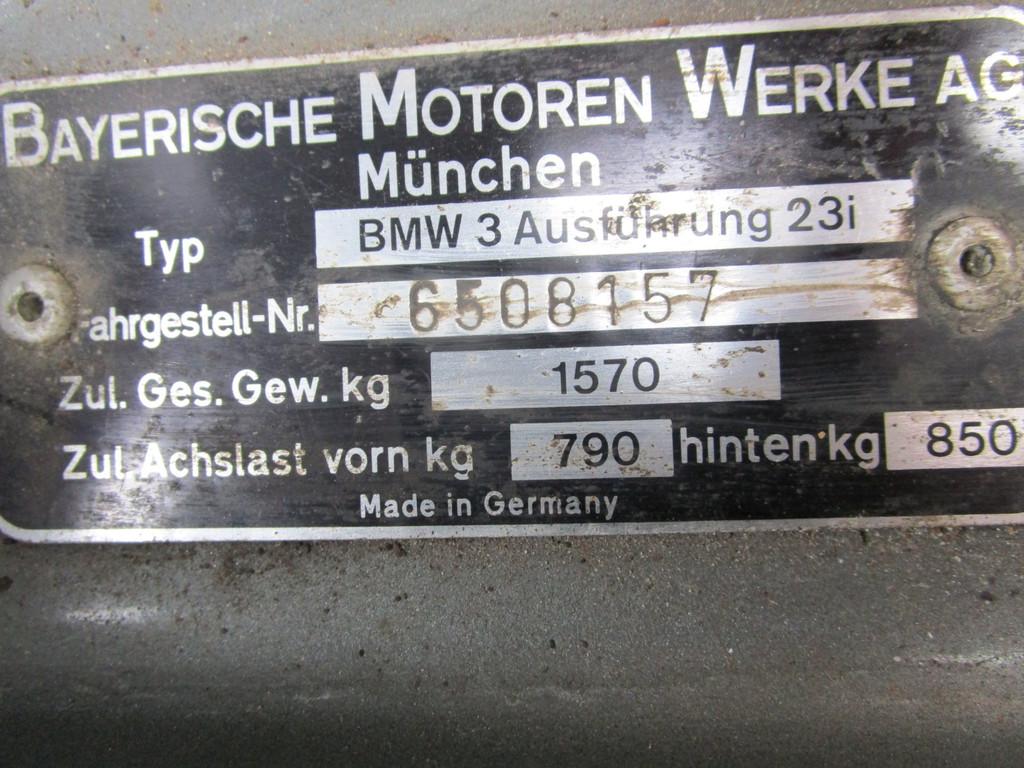 BAYERISCHE MOTOREN WERKE AG
München
Typ BMW 3 Ausführung 23i
Fahrgestell-Nr. 6508157
Zul. Ges. Gew. kg 1570
Zul. Achslast vorn kg 790 hinten kg 850
Made in Germany